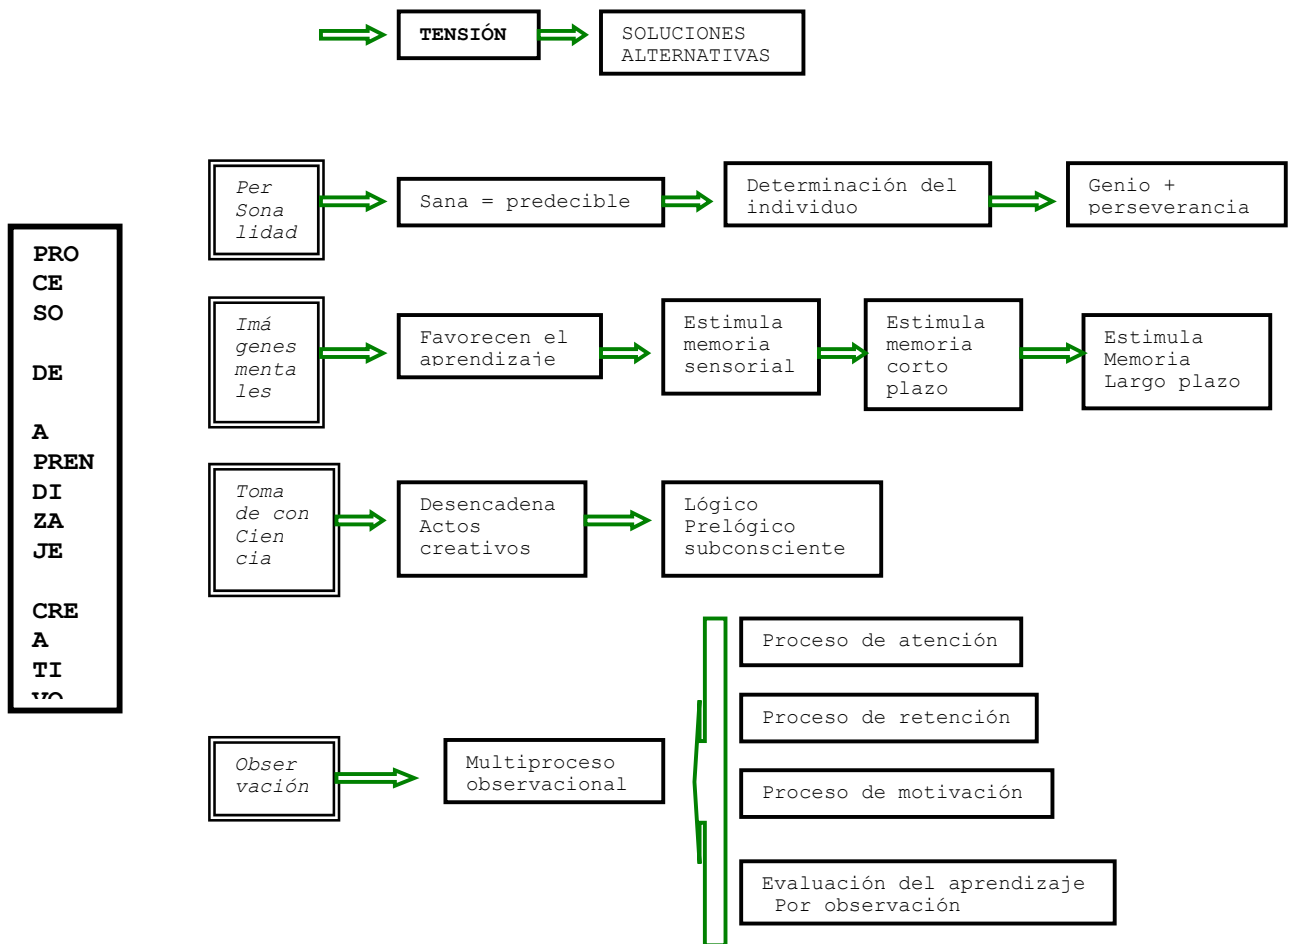 TENSIÓN
SOLUCIONES
ALTERNATIVAS
PRO
CE
SO
DE
A
PREN
DI
ZA
JE
CRE
A
TI
VO
Per
Sona
lidad
Sana = predecible
Determinación del
individuo
Genio +
perseverancia
Imá
genes
menta
les
Favorecen el
aprendizaje
Estimula
memoria
sensorial
Estimula
memoria
corto
plazo
Estimula
Memoria
Largo plazo
Toma
de con
Cien
cia
Desencadena
Actos
creativos
Lógico
Prelógico
subconsciente
Obser
vación
Multiproceso
observacional
Proceso de atención
Proceso de retención
Proceso de motivación
Evaluación del aprendizaje
Por observación